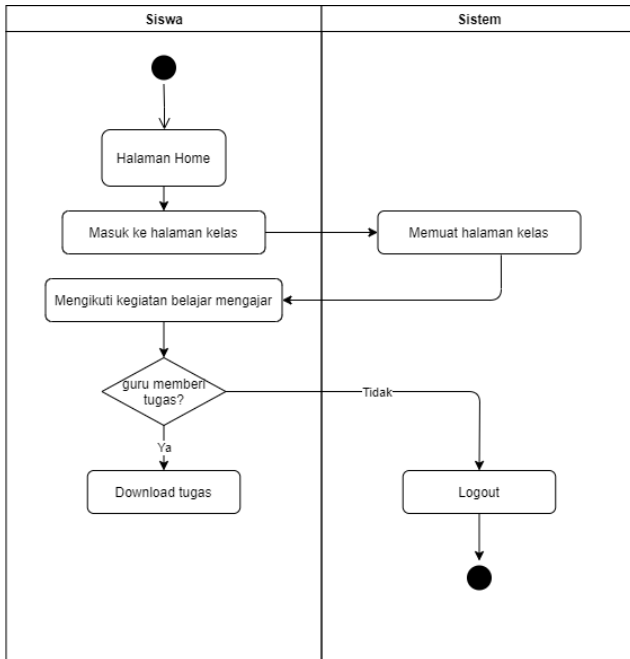 Siswa
Sistem
Halaman Home
Masuk ke halaman kelas
Memuat halaman kelas
Mengikuti kegiatan belajar mengajar
guru memberi
tugas?
Tidak
Ya
Download tugas
Logout